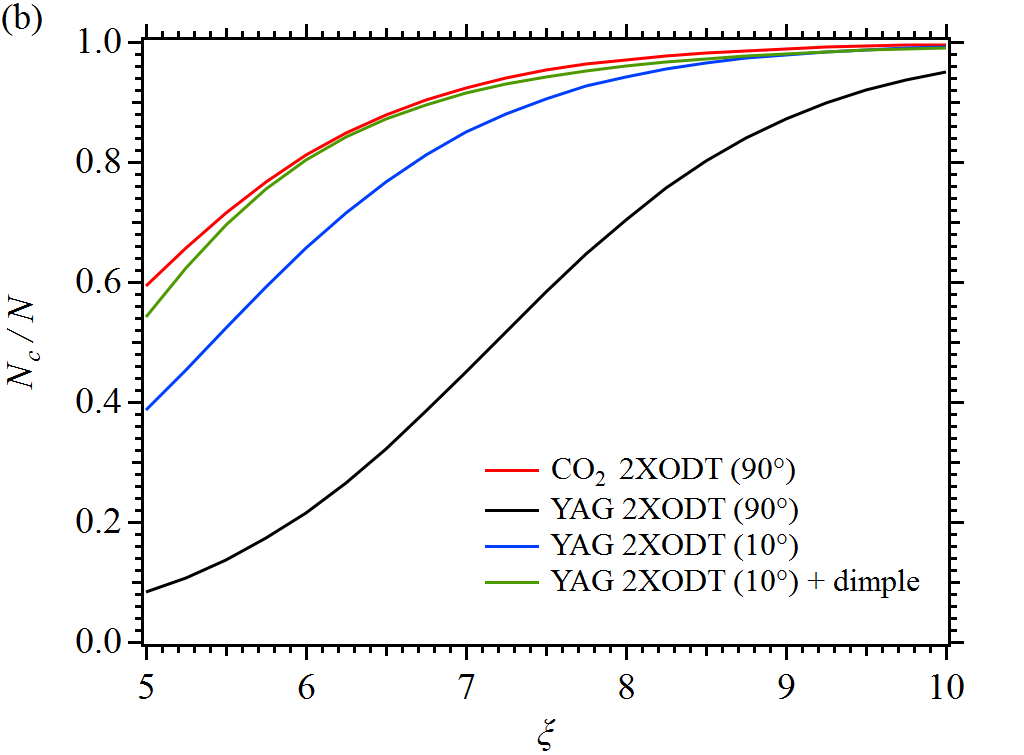 (b)
1.0
0.8
0.6
0.4
0.2
0.0
N_c / N
CO₂ 2XODT (90°)
YAG 2XODT (90°)
YAG 2XODT (10°)
YAG 2XODT (10°) + dimple
5 6 7 8 9 10
ξ